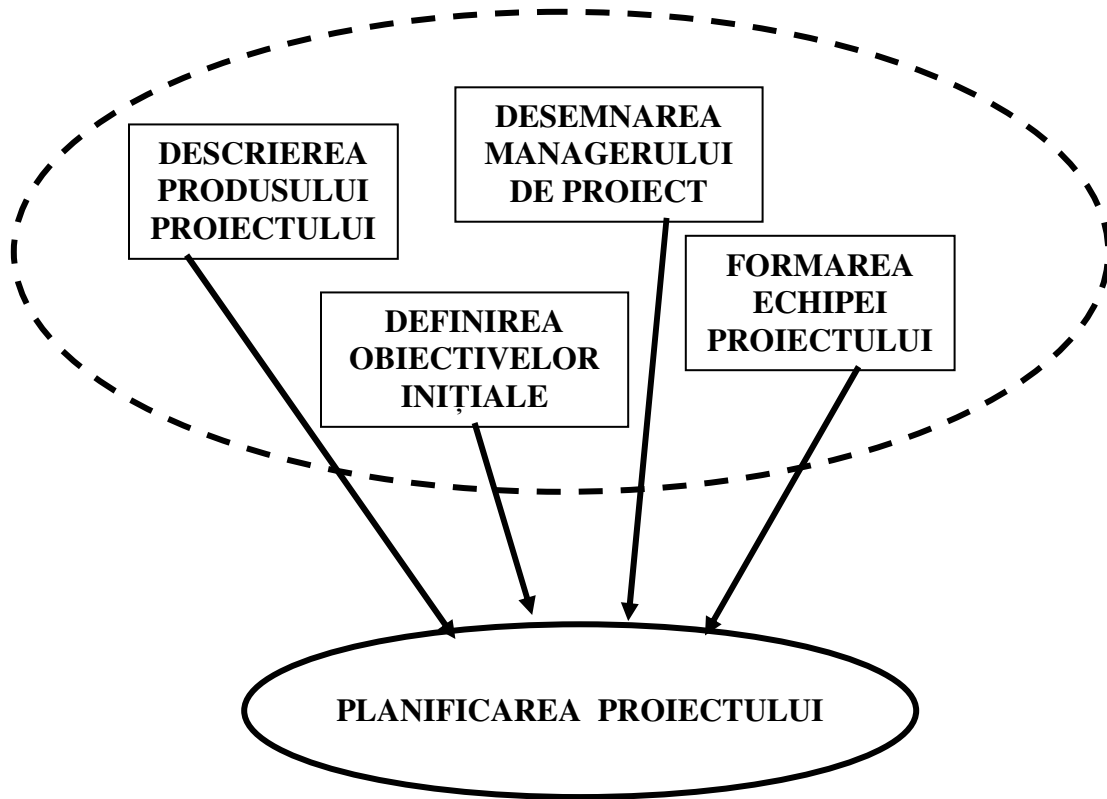 DESCRIEREA
PRODUSULUI
PROIECTULUI
DESEMNAREA
MANAGERULUI
DE PROIECT
DEFINIREA
OBIECTIVELOR
INIȚIALE
FORMAREA
ECHIPEI
PROIECTULUI
PLANIFICAREA PROIECTULUI